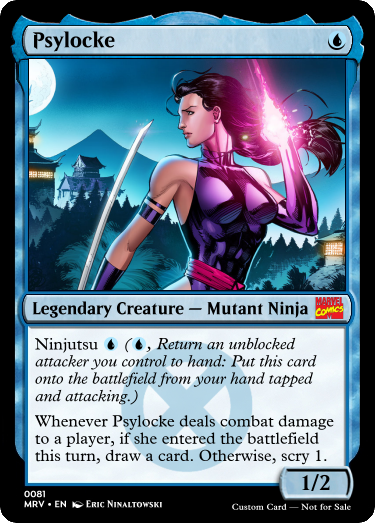 Psylocke
Legendary Creature — Mutant Ninja
MARVEL
COMICS
Ninjutsu (, Return an unblocked
attacker you control to hand: Put this card
onto the battlefield from your hand tapped
and attacking.)
Whenever Psylocke deals combat damage
to a player, if she entered the battlefield
this turn, draw a card. Otherwise, scry 1.
1/2
0081
MRV • EN Eric Ninaltowski
Custom Card — Not for Sale